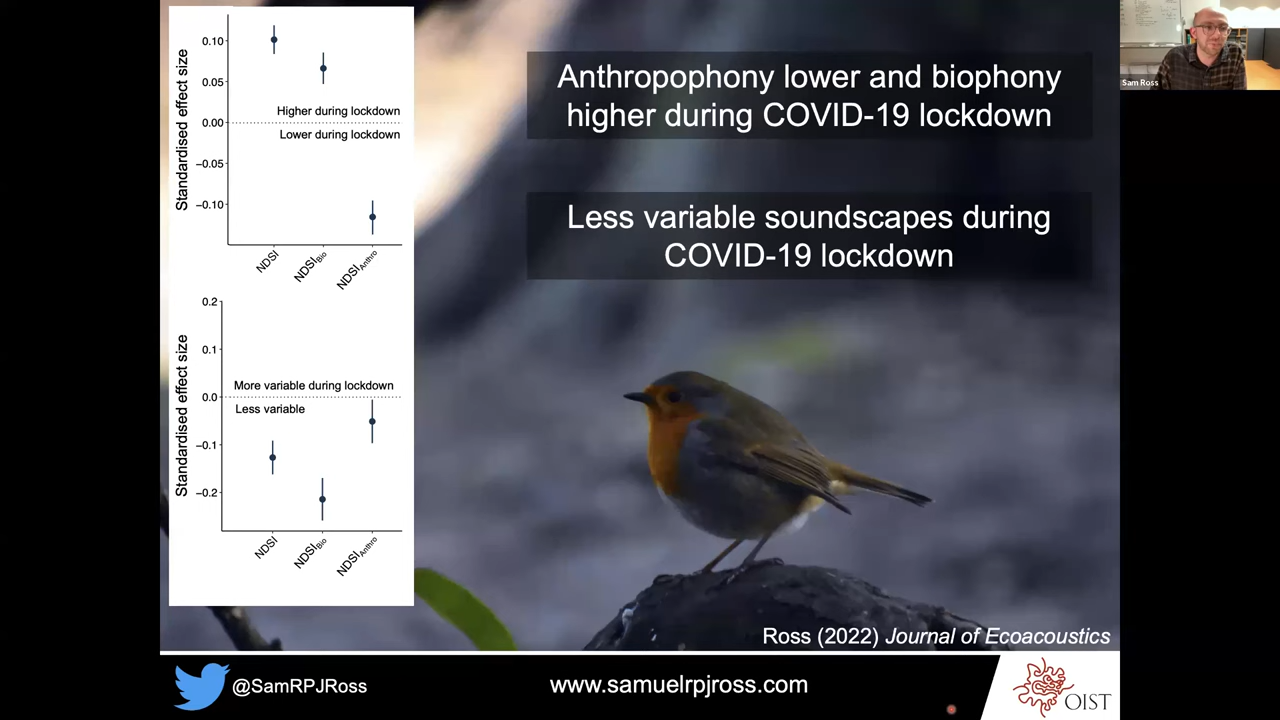 Standardised effect size
0.10
0.05
0.00
−0.05
−0.10
Higher during lockdown
Lower during lockdown
NDSI
NDSIBio
NDSIAnthro
Standardised effect size
0.2
0.1
0.0
−0.1
−0.2
More variable during lockdown
Less variable
NDSI
NDSIBio
NDSIAnthro
Anthropophony lower and biophony
higher during COVID-19 lockdown
Less variable soundscapes during
COVID-19 lockdown
Sam Ross
Ross (2022) Journal of Ecoacoustics
@SamRPJRoss
www.samuelrpjross.com
OIST